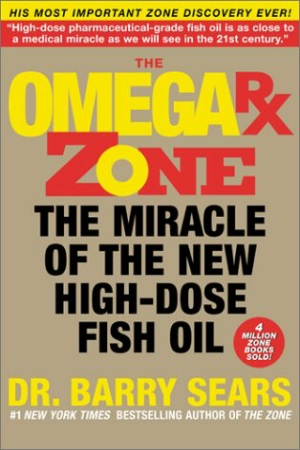 HIS MOST IMPORTANT ZONE DISCOVERY EVER!
"High-dose pharmaceutical-grade fish oil is as close to
a medical miracle as we will see in the 21st century."
THE
OMEGA Rx
ZONE
THE MIRACLE
OF THE NEW
HIGH-DOSE
FISH OIL
4
MILLION
ZONE
BOOKS
SOLD!
DR. BARRY SEARS
#1 NEW YORK TIMES BESTSELLING AUTHOR OF THE ZONE